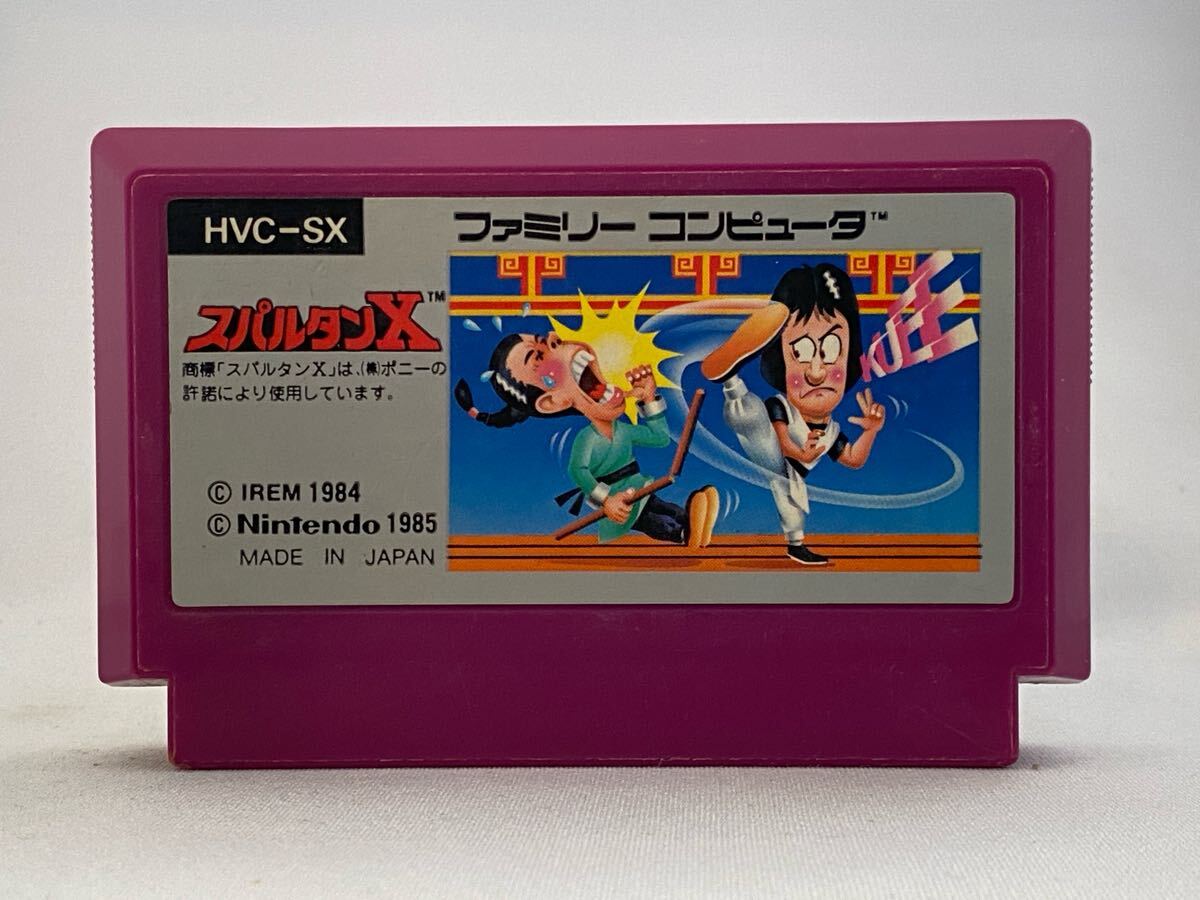 HVC-SX
ファミリー コンピュータ™
スパルタンX™
商標「スパルタンX」は、(株)ポニーの
許諾により使用しています。
© IREM 1984
© Nintendo 1985
MADE IN JAPAN
KUEEE